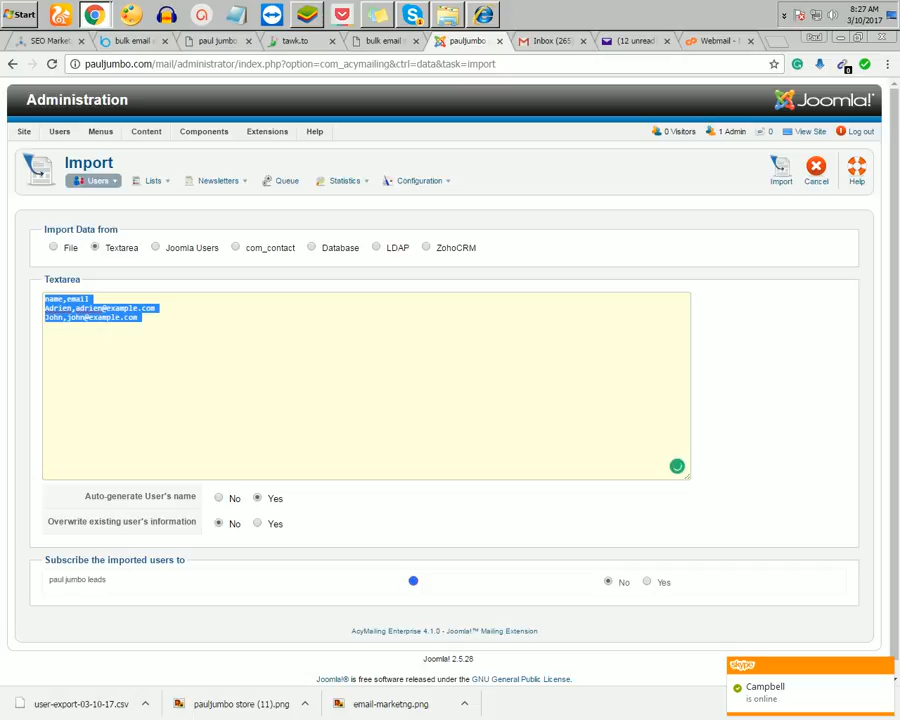 Start
8:27 AM
3/10/2017
SEO Market
bulk email a
paul jumbo
tawk.to
bulk email
pauljumbo
Inbox (265
(12 unread)
Webmail -
Paul
pauljumbo.com/mail/administrator/index.php?option=com_acymailing&ctrl=data&task=import
0
Administration
Joomla!
Site Users Menus Content Components Extensions Help
0 Visitors 1 Admin 0 View Site Log out
Import
Users Lists Newsletters Queue Statistics Configuration
Import Cancel Help
Import Data from
File Textarea Joomla Users com_contact Database LDAP ZohoCRM
Textarea
name,email
Adrien,adrien@example.com
John,john@example.com
Auto-generate User's name No Yes
Overwrite existing user's information No Yes
Subscribe the imported users to
paul jumbo leads No Yes
AcyMailing Enterprise 4.1.0 - Joomla!™ Mailing Extension
Joomla! 2.5.28
Joomla!® is free software released under the GNU General Public License.
skype
Campbell
is online
user-export-03-10-17.csv
pauljumbo store (11).png
email-marketng.png